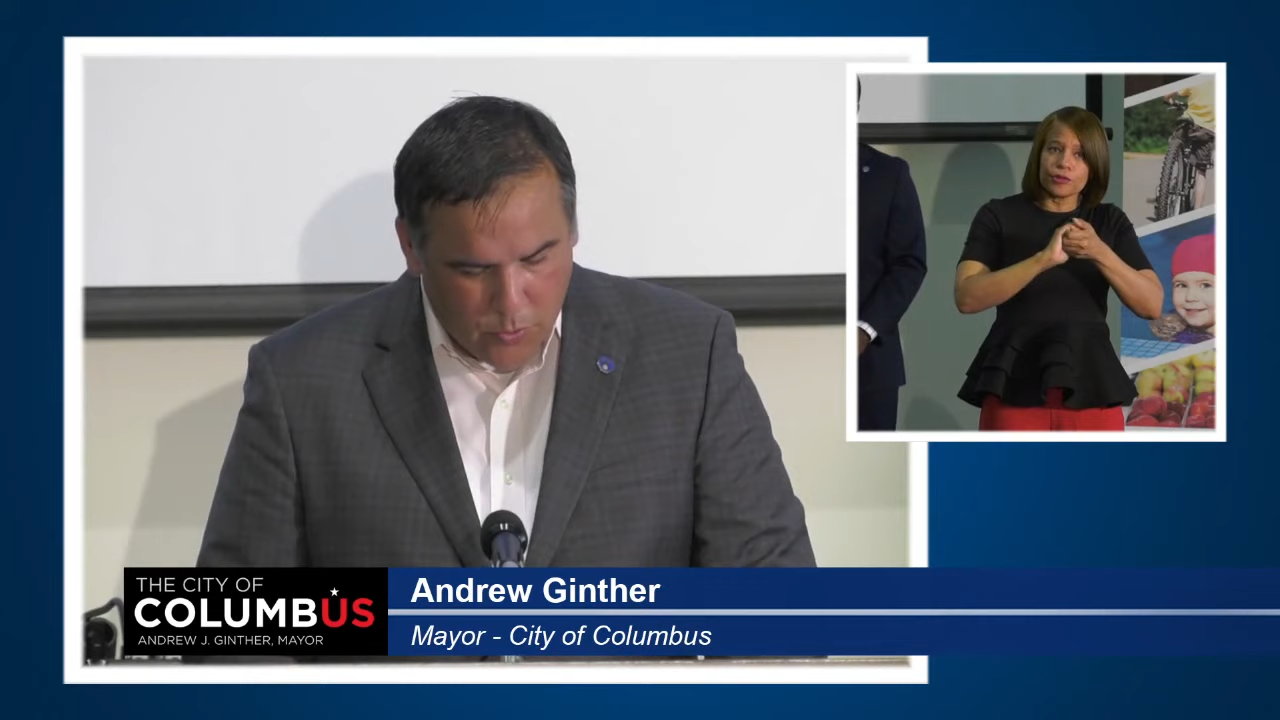 THE CITY OF
COLUMBUS
ANDREW J. GINTHER, MAYOR
Andrew Ginther
Mayor - City of Columbus